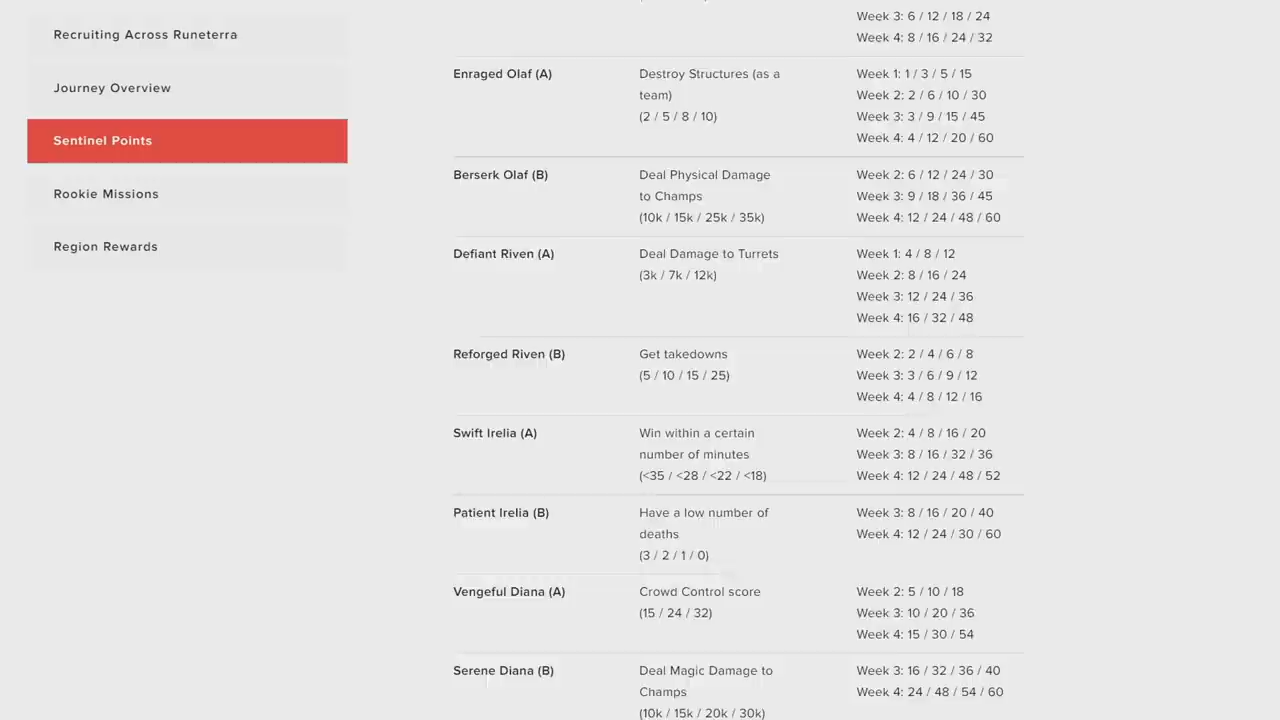 Recruiting Across Runeterra
Journey Overview
Sentinel Points
Rookie Missions
Region Rewards
Week 3: 6 / 12 / 18 / 24
Week 4: 8 / 16 / 24 / 32
Enraged Olaf (A)
Destroy Structures (as a
team)
(2 / 5 / 8 / 10)
Week 1: 1 / 3 / 5 / 15
Week 2: 2 / 6 / 10 / 30
Week 3: 3 / 9 / 15 / 45
Week 4: 4 / 12 / 20 / 60
Berserk Olaf (B)
Deal Physical Damage
to Champs
(10k / 15k / 25k / 35k)
Week 2: 6 / 12 / 24 / 30
Week 3: 9 / 18 / 36 / 45
Week 4: 12 / 24 / 48 / 60
Defiant Riven (A)
Deal Damage to Turrets
(3k / 7k / 12k)
Week 1: 4 / 8 / 12
Week 2: 8 / 16 / 24
Week 3: 12 / 24 / 36
Week 4: 16 / 32 / 48
Reforged Riven (B)
Get takedowns
(5 / 10 / 15 / 25)
Week 2: 2 / 4 / 6 / 8
Week 3: 3 / 6 / 9 / 12
Week 4: 4 / 8 / 12 / 16
Swift Irelia (A)
Win within a certain
number of minutes
(<35 / <28 / <22 / <18)
Week 2: 4 / 8 / 16 / 20
Week 3: 8 / 16 / 32 / 36
Week 4: 12 / 24 / 48 / 52
Patient Irelia (B)
Have a low number of
deaths
(3 / 2 / 1 / 0)
Week 3: 8 / 16 / 20 / 40
Week 4: 12 / 24 / 30 / 60
Vengeful Diana (A)
Crowd Control score
(15 / 24 / 32)
Week 2: 5 / 10 / 18
Week 3: 10 / 20 / 36
Week 4: 15 / 30 / 54
Serene Diana (B)
Deal Magic Damage to
Champs
(10k / 15k / 20k / 30k)
Week 3: 16 / 32 / 36 / 40
Week 4: 24 / 48 / 54 / 60